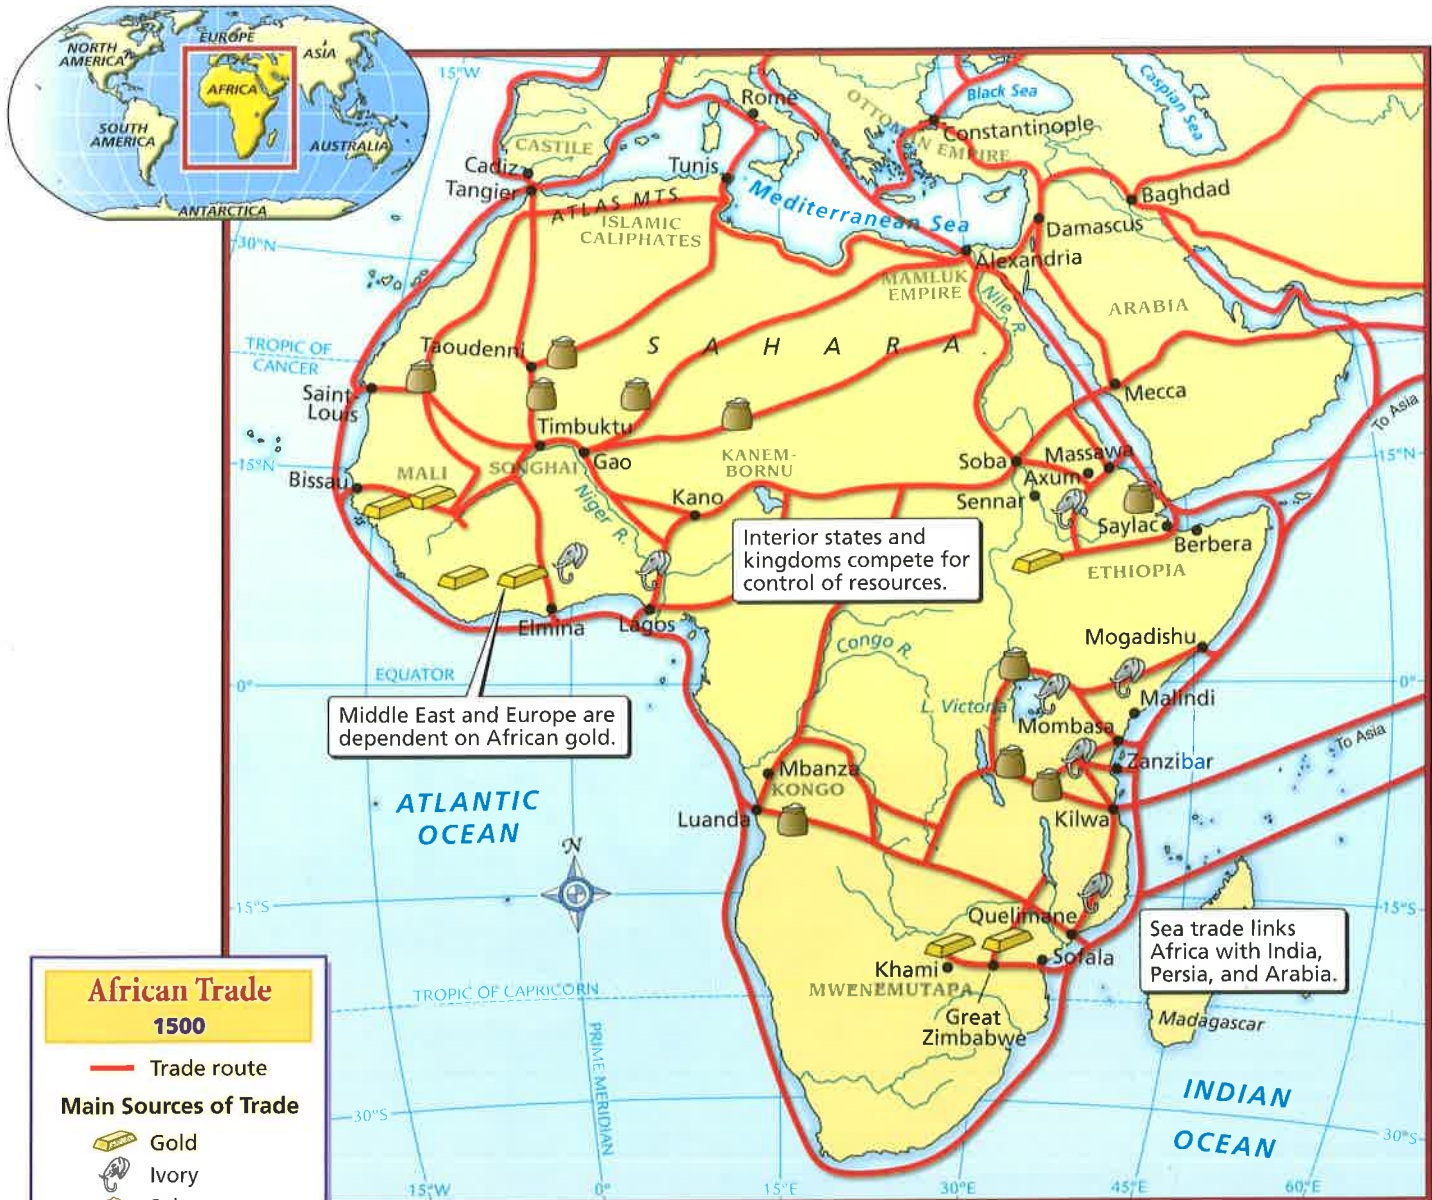 NORTH
AMERICA
EUROPE
ASIA
AFRICA
SOUTH
AMERICA
AUSTRALIA
ANTARCTICA
15°W
Rome
Black Sea
Caspian Sea
OTTOMAN EMPIRE
Constantinople
CASTILE
Cadiz
Tangier
Tunis
Mediterranean Sea
Baghdad
ATLAS MTS.
ISLAMIC
CALIPHATES
Damascus
30°N
Alexandria
MAMLUK
EMPIRE
Nile R.
ARABIA
TROPIC OF
CANCER
Taoudenni
SAHARA
Saint-
Louis
Mecca
To Asia
Timbuktu
15°N
MALI
SONGHAI
Gao
KANEM-
BORNU
Soba
Massawa
15°N
Bissau
Niger R.
Kano
Axum
Sennar
Saylac
Berbera
Interior states and
kingdoms compete for
control of resources.
ETHIOPIA
Elmina
Lagos
Congo R.
Mogadishu
EQUATOR
0°
0°
L. Victoria
Malindi
Middle East and Europe are
dependent on African gold.
Mombasa
To Asia
Mbanza
KONGO
Zanzibar
ATLANTIC
OCEAN
Luanda
Kilwa
N
15°S
15°S
Quelimane
Sea trade links
Africa with India,
Persia, and Arabia.
Khami
Sofala
MWENEMUTAPA
TROPIC OF CAPRICORN
Great
Zimbabwe
Madagascar
PRIME MERIDIAN
INDIAN
OCEAN
30°S
30°S
15°W
0°
15°E
30°E
45°E
60°E
African Trade
1500
Trade route
Main Sources of Trade
Gold
Ivory